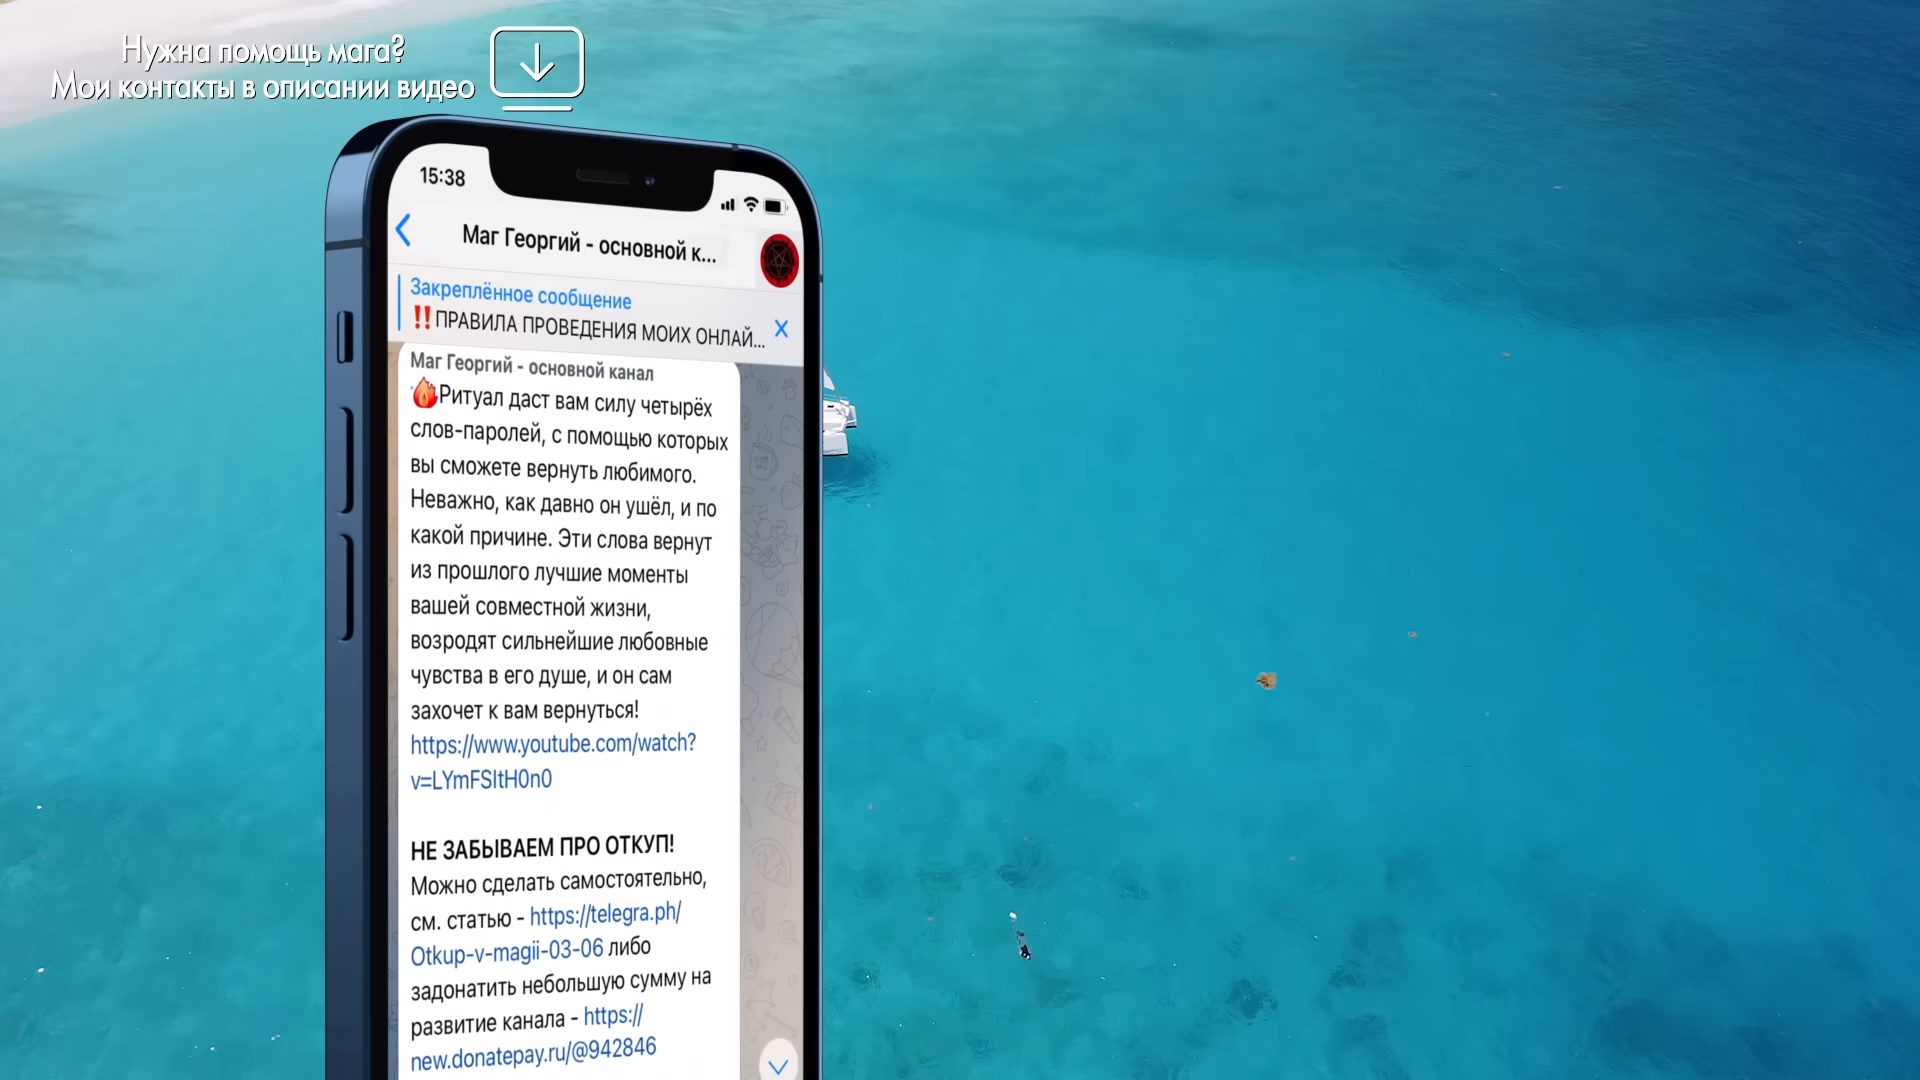 Нужна помощь мага?
Мои контакты в описании видео
15:38
Маг Георгий - основной к...
Закреплённое сообщение
‼️ПРАВИЛА ПРОВЕДЕНИЯ МОИХ ОНЛАЙ...
Маг Георгий - основной канал
🔥Ритуал даст вам силу четырёх
слов-паролей, с помощью которых
вы сможете вернуть любимого.
Неважно, как давно он ушёл, и по
какой причине. Эти слова вернут
из прошлого лучшие моменты
вашей совместной жизни,
возродят сильнейшие любовные
чувства в его душе, и он сам
захочет к вам вернуться!
https://www.youtube.com/watch?
v=LYmFSItH0n0
НЕ ЗАБЫВАЕМ ПРО ОТКУП!
Можно сделать самостоятельно,
см. статью - https://telegra.ph/
Otkup-v-magii-03-06 либо
задонатить небольшую сумму на
развитие канала - https://
new.donatepay.ru/@942846